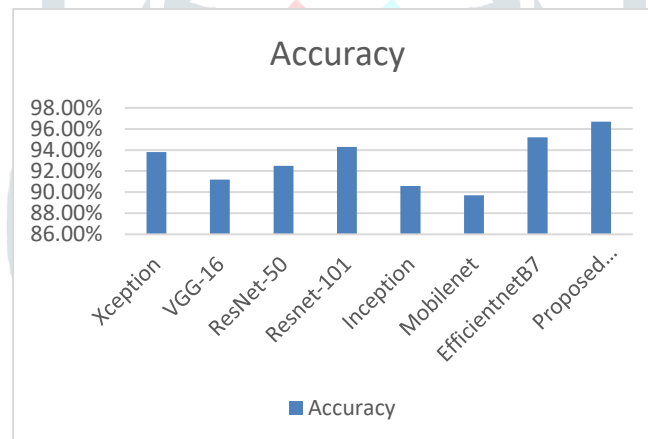 Accuracy
98.00%
96.00%
94.00%
92.00%
90.00%
88.00%
86.00%
Xception
VGG-16
ResNet-50
Resnet-101
Inception
Mobilenet
EfficientnetB7
Proposed...
Accuracy